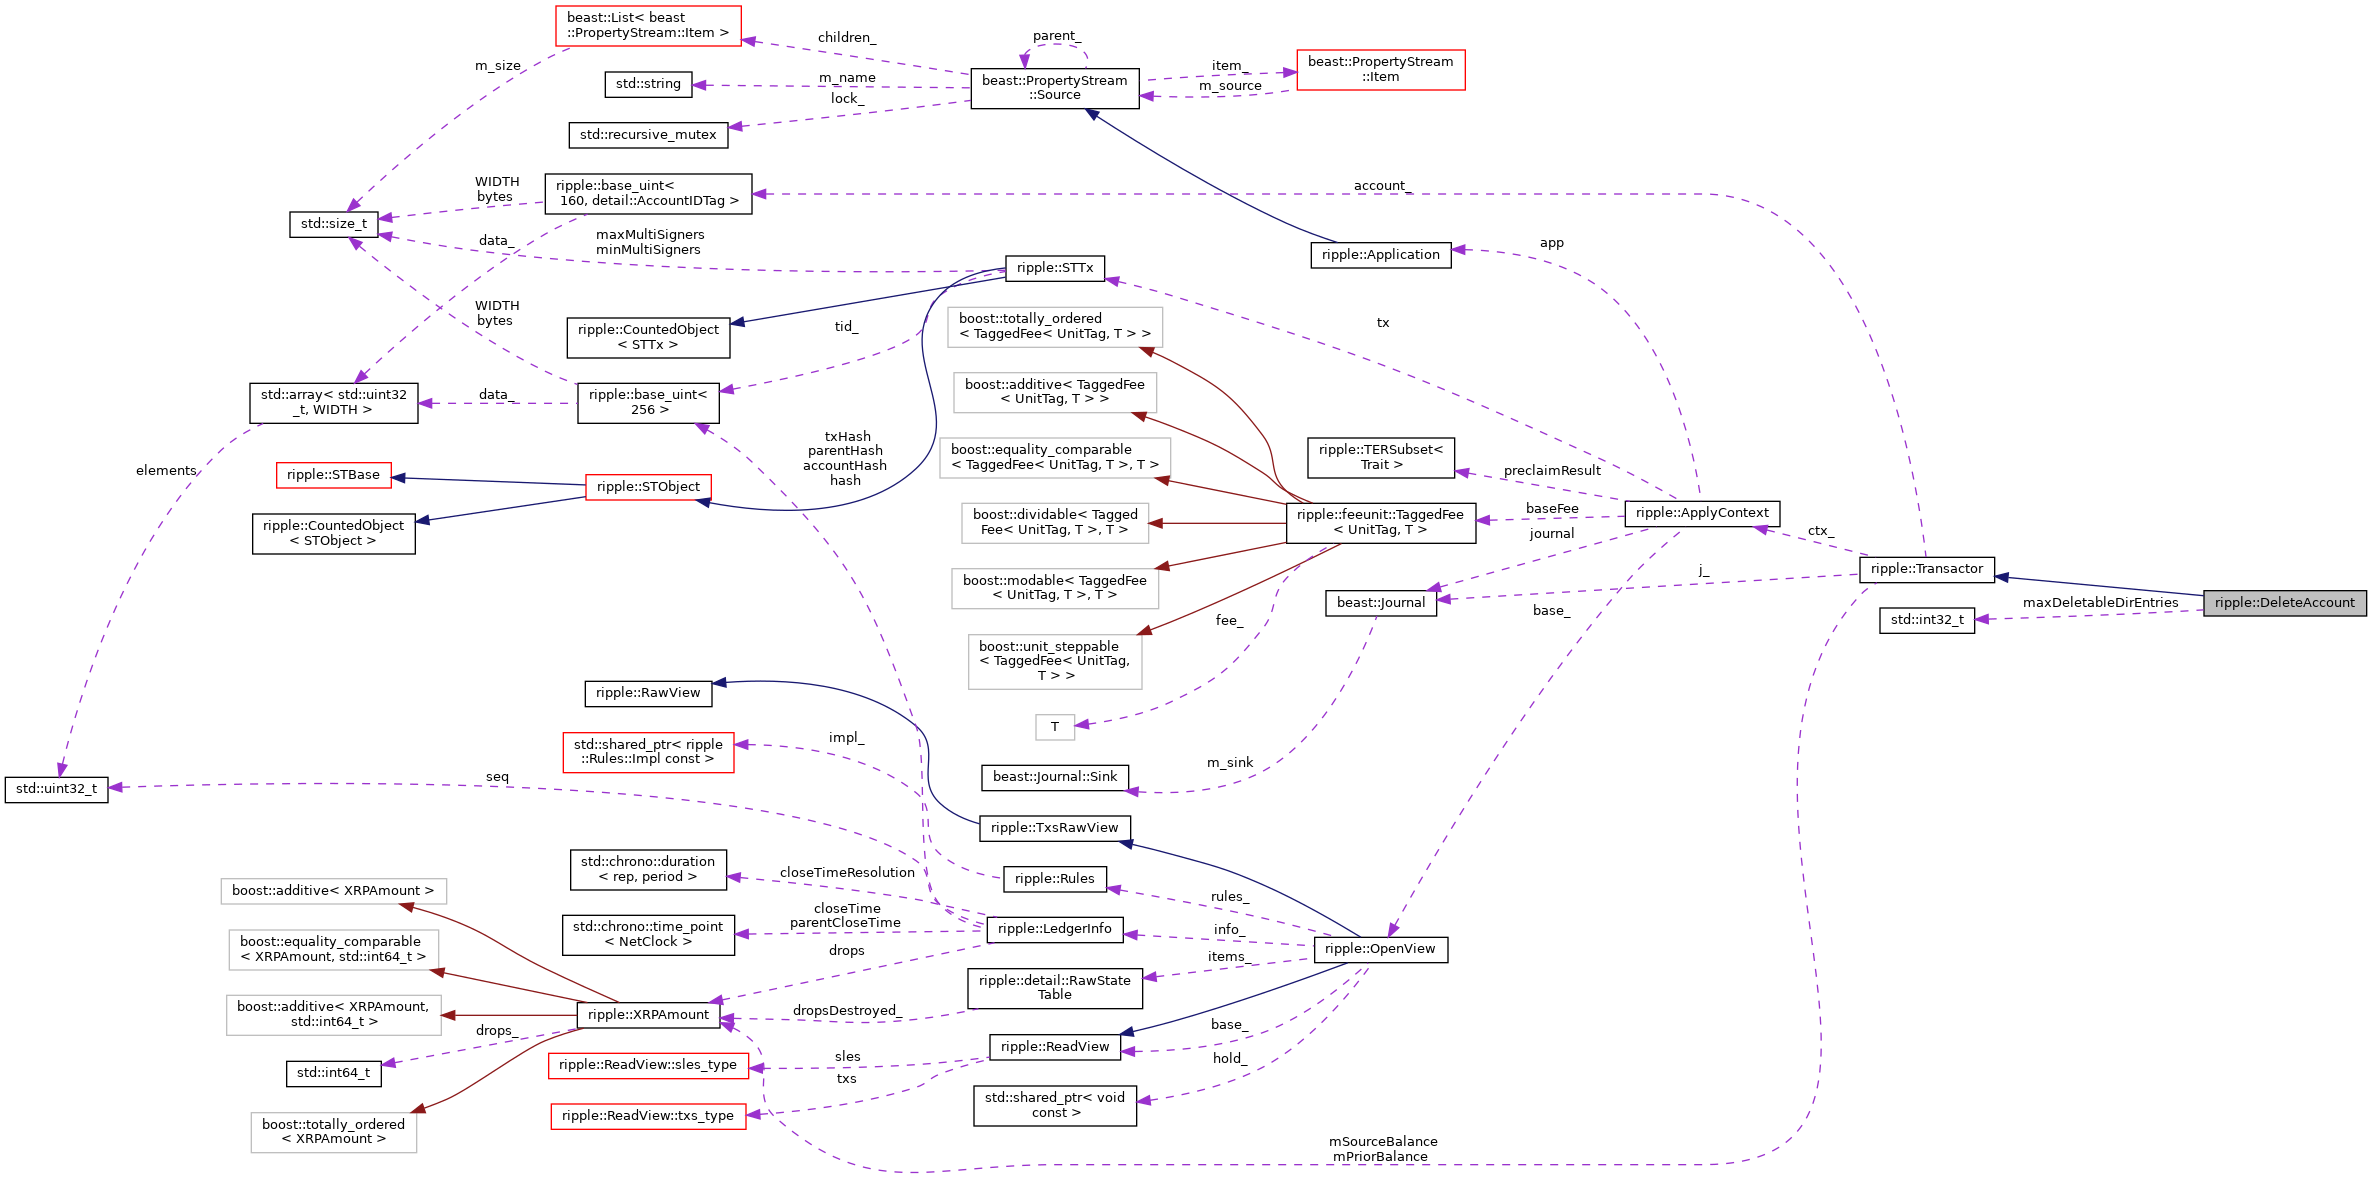 beast::List< beast
::PropertyStream::Item >
children_
parent_
m_size
std::string
m_name
beast::PropertyStream
::Source
item_
m_source
beast::PropertyStream
::Item
lock_
std::recursive_mutex
WIDTH
bytes
ripple::base_uint<
160, detail::AccountIDTag >
account_
std::size_t
data_
maxMultiSigners
minMultiSigners
app
ripple::Application
ripple::STTx
WIDTH
bytes
ripple::CountedObject
< STTx >
tid_
boost::totally_ordered
< TaggedFee< UnitTag, T > >
tx
std::array< std::uint32
_t, WIDTH >
data_
ripple::base_uint<
256 >
boost::additive< TaggedFee
< UnitTag, T > >
elements
txHash
parentHash
accountHash
hash
boost::equality_comparable
< TaggedFee< UnitTag, T >, T >
ripple::TERSubset<
Trait >
preclaimResult
ripple::STBase
ripple::STObject
ripple::CountedObject
< STObject >
boost::dividable< Tagged
Fee< UnitTag, T >, T >
ripple::feeunit::TaggedFee
< UnitTag, T >
baseFee
ripple::ApplyContext
journal
ctx_
boost::modable< TaggedFee
< UnitTag, T >, T >
j_
ripple::Transactor
beast::Journal
base_
fee_
maxDeletableDirEntries
std::int32_t
ripple::DeleteAccount
boost::unit_steppable
< TaggedFee< UnitTag,
T > >
ripple::RawView
T
std::shared_ptr< ripple
::Rules::Impl const >
impl_
m_sink
beast::Journal::Sink
seq
std::uint32_t
ripple::TxsRawView
std::chrono::duration
< rep, period >
closeTimeResolution
ripple::Rules
rules_
boost::additive< XRPAmount >
std::chrono::time_point
< NetClock >
closeTime
parentCloseTime
ripple::LedgerInfo
info_
ripple::OpenView
boost::equality_comparable
< XRPAmount, std::int64_t >
drops
items_
ripple::detail::RawState
Table
boost::additive< XRPAmount,
std::int64_t >
drops_
ripple::XRPAmount
dropsDestroyed_
base_
ripple::ReadView
hold_
std::int64_t
ripple::ReadView::sles_type
sles
txs
ripple::ReadView::txs_type
std::shared_ptr< void
const >
boost::totally_ordered
< XRPAmount >
mSourceBalance
mPriorBalance